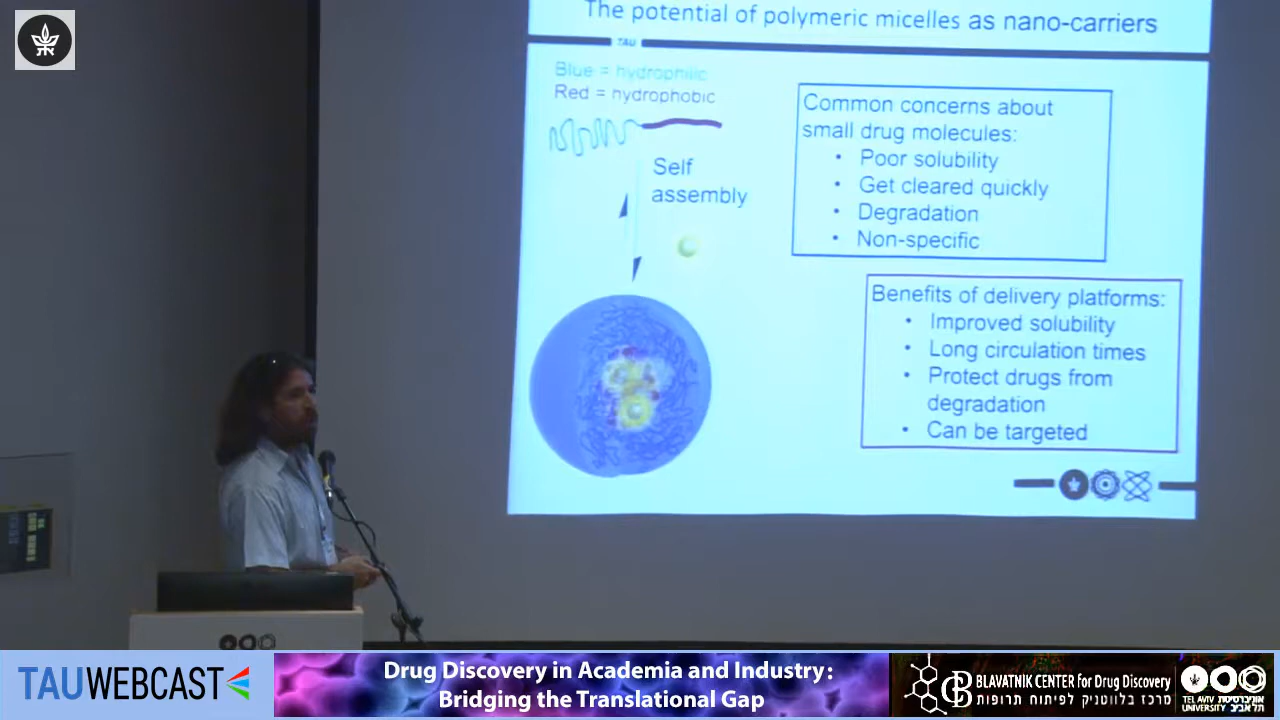 The potential of polymeric micelles as nano-carriers
TAU
Blue = hydrophilic
Red = hydrophobic
Self
assembly
Common concerns about
small drug molecules:
• Poor solubility
• Get cleared quickly
• Degradation
• Non-specific
Benefits of delivery platforms:
• Improved solubility
• Long circulation times
• Protect drugs from
degradation
• Can be targeted
TAUWEBCAST
Drug Discovery in Academia and Industry:
Bridging the Translational Gap
BLAVATNIK CENTER for Drug Discovery
מרכז בלווטניק לפיתוח תרופות
TEL AVIV אוניברסיטת
UNIVERSITY תל אביב